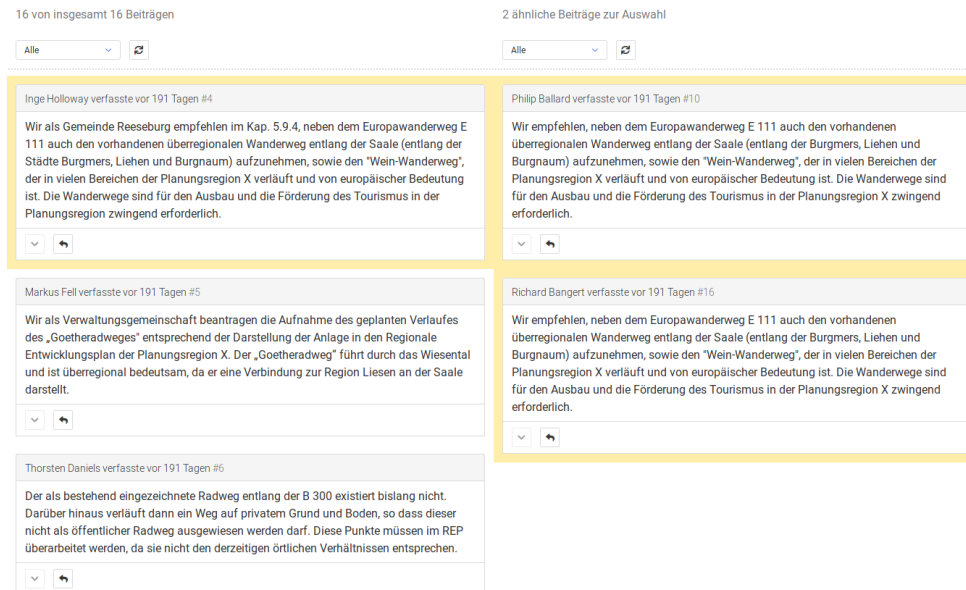 16 von insgesamt 16 Beiträgen
Alle
Inge Holloway verfasste vor 191 Tagen #4
Wir als Gemeinde Reeseburg empfehlen im Kap. 5.9.4, neben dem Europawanderweg E
111 auch den vorhandenen überregionalen Wanderweg entlang der Saale (entlang der
Städte Burgmers, Liehen und Burgnaum) aufzunehmen, sowie den "Wein-Wanderweg",
der in vielen Bereichen der Planungsregion X verläuft und von europäischer Bedeutung
ist. Die Wanderwege sind für den Ausbau und die Förderung des Tourismus in der
Planungsregion zwingend erforderlich.
Markus Fell verfasste vor 191 Tagen #5
Wir als Verwaltungsgemeinschaft beantragen die Aufnahme des geplanten Verlaufes
des „Goetheradweges" entsprechend der Darstellung der Anlage in den Regionale
Entwicklungsplan der Planungsregion X. Der „Goetheradweg“ führt durch das Wiesental
und ist überregional bedeutsam, da er eine Verbindung zur Region Liesen an der Saale
darstellt.
Thorsten Daniels verfasste vor 191 Tagen #6
Der als bestehend eingezeichnete Radweg entlang der B 300 existiert bislang nicht.
Darüber hinaus verläuft dann ein Weg auf privatem Grund und Boden, so dass dieser
nicht als öffentlicher Radweg ausgewiesen werden darf. Diese Punkte müssen im REP
überarbeitet werden, da sie nicht den derzeitigen örtlichen Verhältnissen entsprechen.
2 ähnliche Beiträge zur Auswahl
Alle
Philip Ballard verfasste vor 191 Tagen #10
Wir empfehlen, neben dem Europawanderweg E 111 auch den vorhandenen
überregionalen Wanderweg entlang der Saale (entlang der Burgmers, Liehen und
Burgnaum) aufzunehmen, sowie den "Wein-Wanderweg", der in vielen Bereichen der
Planungsregion X verläuft und von europäischer Bedeutung ist. Die Wanderwege sind
für den Ausbau und die Förderung des Tourismus in der Planungsregion X zwingend
erforderlich.
Richard Bangert verfasste vor 191 Tagen #16
Wir empfehlen, neben dem Europawanderweg E 111 auch den vorhandenen
überregionalen Wanderweg entlang der Saale (entlang der Burgmers, Liehen und
Burgnaum) aufzunehmen, sowie den "Wein-Wanderweg", der in vielen Bereichen der
Planungsregion X verläuft und von europäischer Bedeutung ist. Die Wanderwege sind
für den Ausbau und die Förderung des Tourismus in der Planungsregion X zwingend
erforderlich.